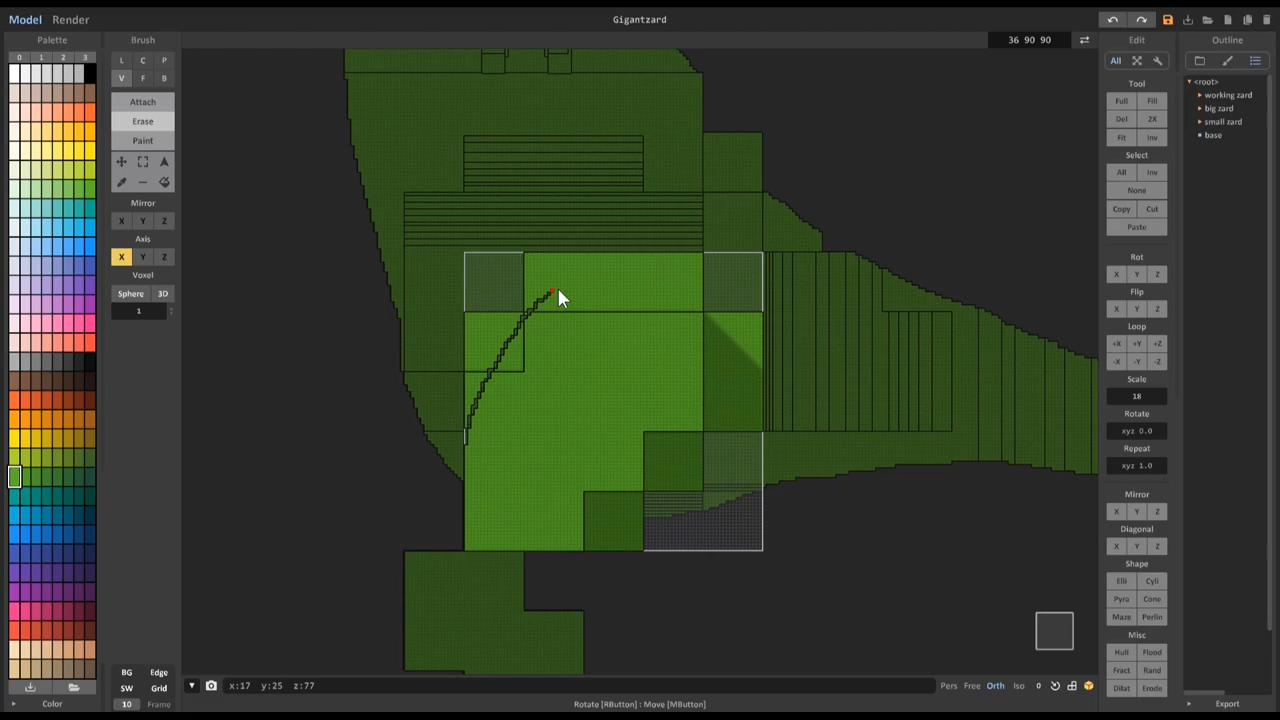 Model Render
Gigantzard
Palette
Brush
36 90 90
Edit
Outline
0 1 2 3
L C P
V F B
Attach
Erase
Paint
Mirror
X Y Z
Axis
X Y Z
Voxel
Sphere 3D
1
All
Tool
Full Fill
Del 2X
Fit Inv
Select
All Inv
None
Copy Cut
Paste
Rot
X Y Z
Flip
X Y Z
Loop
+X +Y +Z
-X -Y -Z
Scale
18
Rotate
xyz 0.0
Repeat
xyz 1.0
Mirror
X Y Z
Diagonal
X Y Z
Shape
Elli Cyli
Pyra Cone
Maze Perlin
Misc
Hull Flood
Fract Rand
Dilat Erode
<root>
working zard
big zard
small zard
base
BG Edge
SW Grid
10 Frame
Color
x:17 y:25 z:77
Pers Free Orth Iso 0
Rotate [RButton] : Move [MButton]
Export